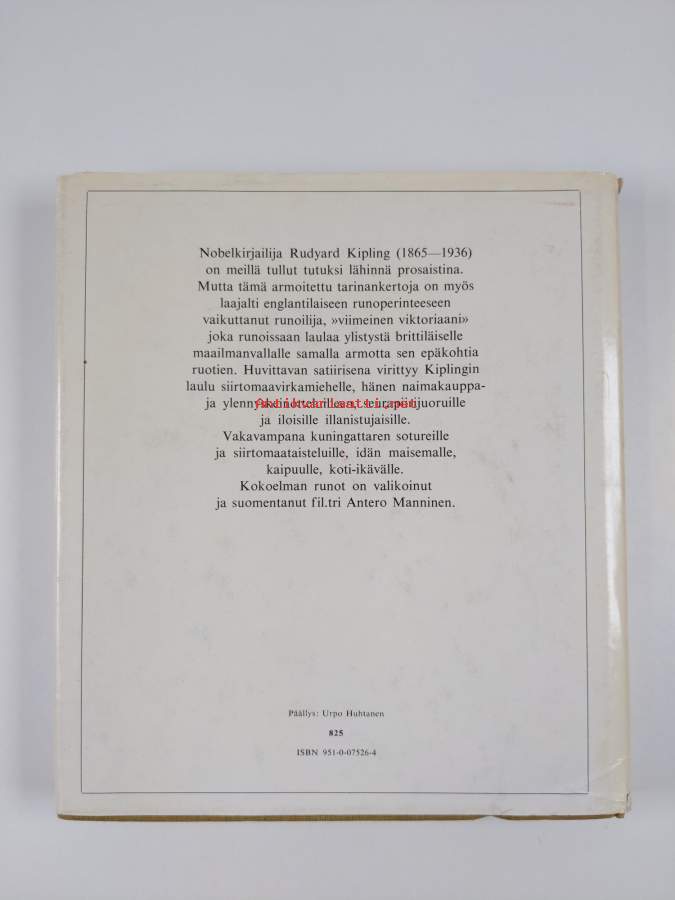 Nobelkirjailija Rudyard Kipling (1865—1936)
on meillä tullut tutuksi lähinnä prosaistina.
Mutta tämä armoitettu tarinankertoja on myös
laajalti englantilaiseen runoperinteeseen
vaikuttanut runoilija, »viimeinen viktoriaani»
joka runoissaan laulaa ylistystä brittiläiselle
maailmanvallalle samalla armotta sen epäkohtia
ruotien. Huvittavan satiirisena virittyy Kiplingin
laulu siirtomaavirkamiehelle, hänen naimakauppa-
ja seurapiirijuoruille
Antikvariaatti.net
ja iloisille illanistujaisille.
Vakavampana kuningattaren sotureille
ja siirtomaataisteluille, idän maisemalle,
kaipuulle, koti-ikävälle.
Kokoelman runot on valikoinut
ja suomentanut fil.tri Antero Manninen.
Päällys: Urpo Huhtanen
825
ISBN 951-0-07526-4